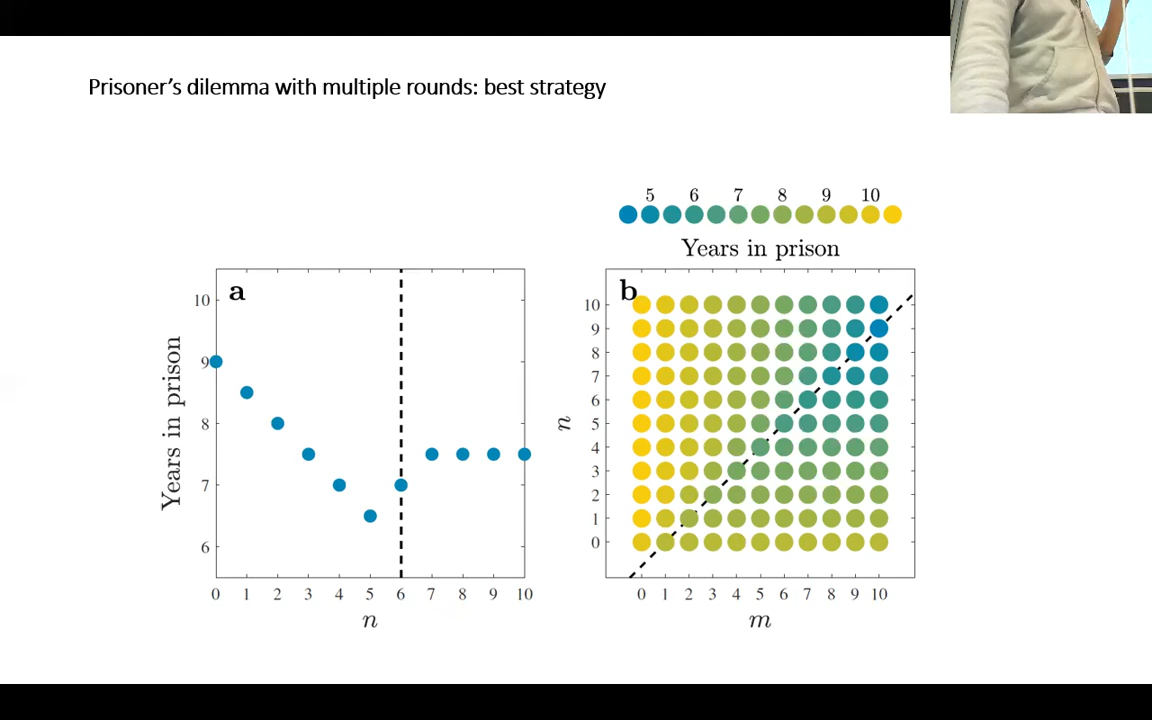 Prisoner's dilemma with multiple rounds: best strategy
5 6 7 8 9 10
Years in prison
a
10
9
8
7
6
Years in prison
0 1 2 3 4 5 6 7 8 9 10
n
b
10
9
8
7
6
5
4
3
2
1
0
n
0 1 2 3 4 5 6 7 8 9 10
m